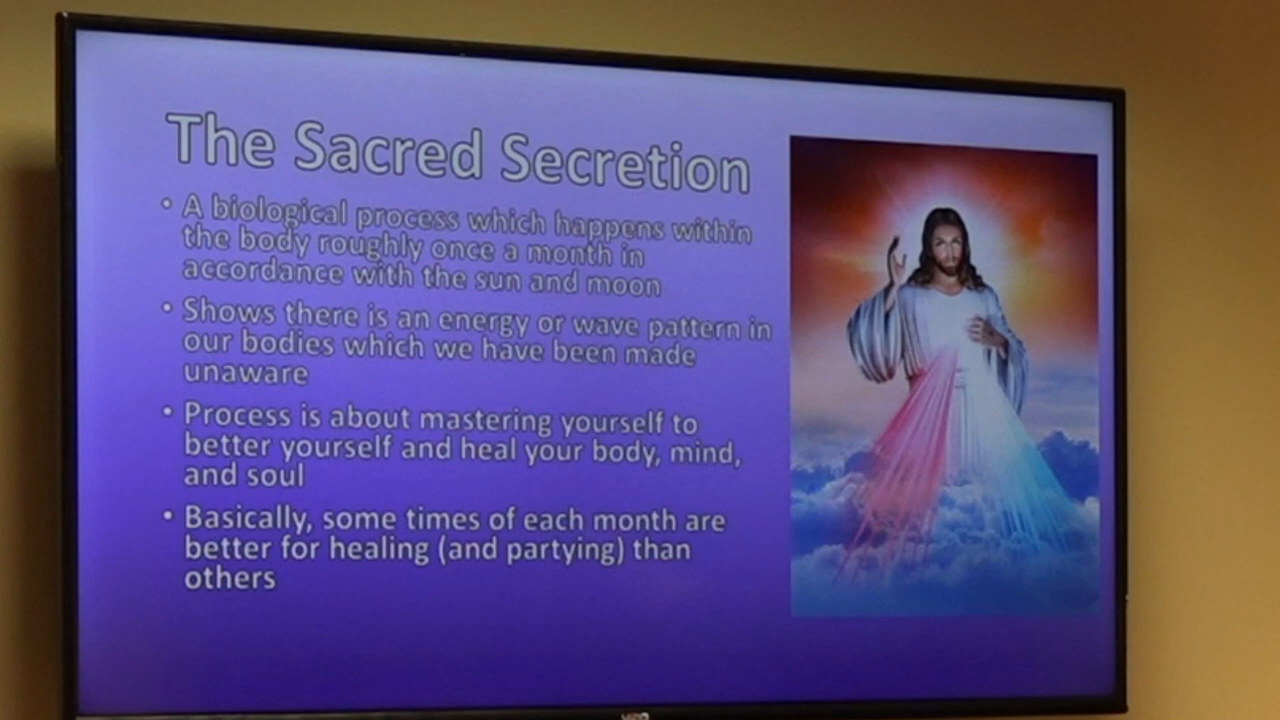 The Sacred Secretion
• A biological process which happens within
the body roughly once a month in
accordance with the sun and moon
• Shows there is an energy or wave pattern in
our bodies which we have been made
unaware
• Process is about mastering yourself to
better yourself and heal your body, mind,
and soul
• Basically, some times of each month are
better for healing (and partying) than
others
VIZIO